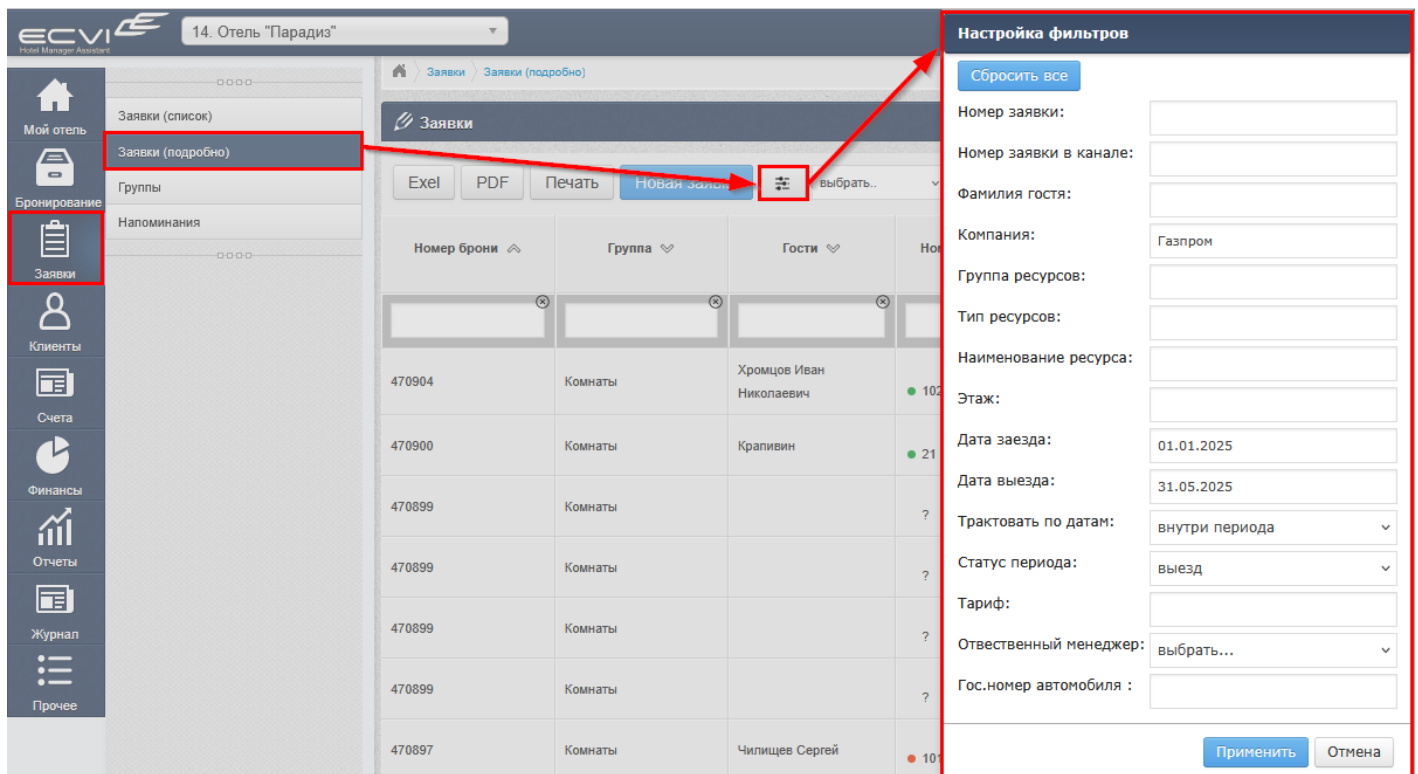 ECVI
Hotel Manager Assistant
14. Отель "Парадиз"
Мой отель
Бронирование
Заявки
Клиенты
Счета
Финансы
Отчеты
Журнал
Прочее
Заявки (список)
Заявки (подробно)
Группы
Напоминания
Заявки
Заявки (подробно)
Заявки
Exel
PDF
Печать
Новая
выбрать..
Номер брони
Группа
Гости
470904
Комнаты
Хромцов Иван
Николаевич
102
470900
Комнаты
Крапивин
21
470899
Комнаты
?
470899
Комнаты
?
470899
Комнаты
?
470899
Комнаты
?
470897
Комнаты
Чилищев Сергей
101
Настройка фильтров
Сбросить все
Номер заявки:
Номер заявки в канале:
Фамилия гостя:
Компания:
Газпром
Группа ресурсов:
Тип ресурсов:
Наименование ресурса:
Этаж:
Дата заезда:
01.01.2025
Дата выезда:
31.05.2025
Трактовать по датам:
внутри периода
Статус периода:
выезд
Тариф:
Отвественный менеджер:
выбрать...
Гос.номер автомобиля :
Применить
Отмена